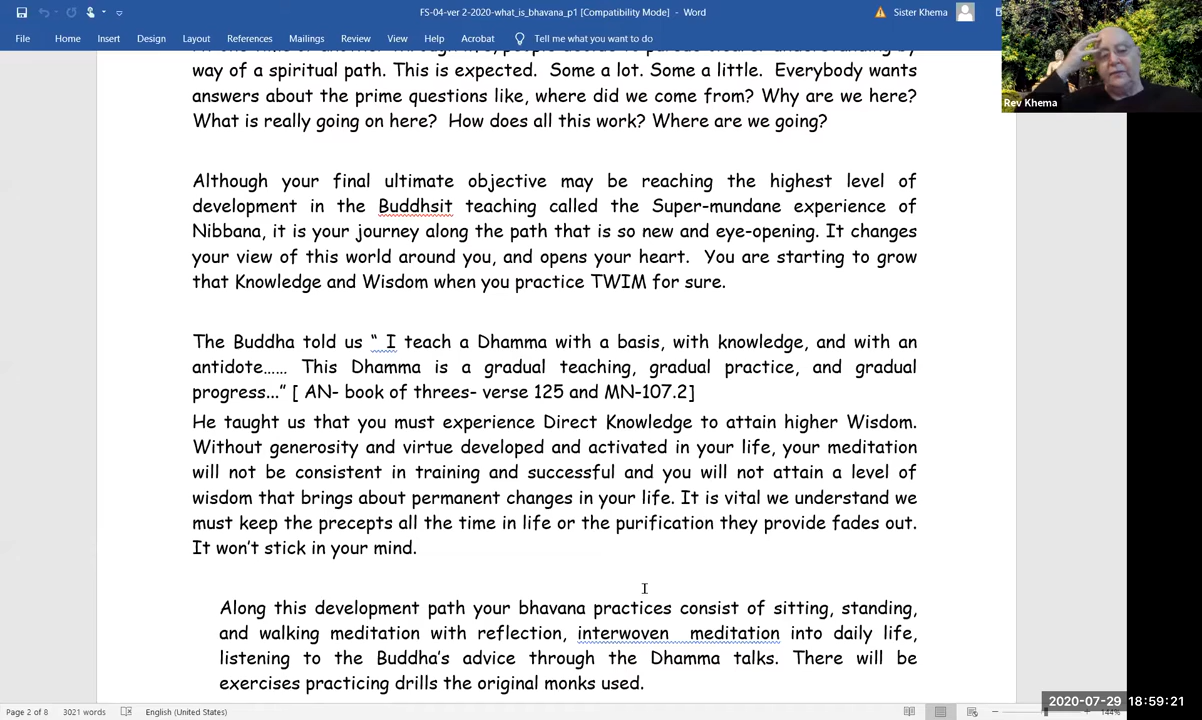 FS-04-ver 2-2020-what_is_bhavana_p1 [Compatibility Mode] - Word
Sister Khema
File Home Insert Design Layout References Mailings Review View Help Acrobat Tell me what you want to do
Rev Khema
way of a spiritual path. This is expected. Some a lot. Some a little. Everybody wants
answers about the prime questions like, where did we come from? Why are we here?
What is really going on here? How does all this work? Where are we going?
Although your final ultimate objective may be reaching the highest level of
development in the Buddhsit teaching called the Super-mundane experience of
Nibbana, it is your journey along the path that is so new and eye-opening. It changes
your view of this world around you, and opens your heart. You are starting to grow
that Knowledge and Wisdom when you practice TWIM for sure.
The Buddha told us “ I teach a Dhamma with a basis, with knowledge, and with an
antidote…… This Dhamma is a gradual teaching, gradual practice, and gradual
progress…” [ AN- book of threes- verse 125 and MN-107.2]
He taught us that you must experience Direct Knowledge to attain higher Wisdom.
Without generosity and virtue developed and activated in your life, your meditation
will not be consistent in training and successful and you will not attain a level of
wisdom that brings about permanent changes in your life. It is vital we understand we
must keep the precepts all the time in life or the purification they provide fades out.
It won’t stick in your mind.
Along this development path your bhavana practices consist of sitting, standing,
and walking meditation with reflection, interwoven meditation into daily life,
listening to the Buddha’s advice through the Dhamma talks. There will be
exercises practicing drills the original monks used.
2020-07-29 18:59:21
Page 2 of 8 3021 words English (United States) 144%